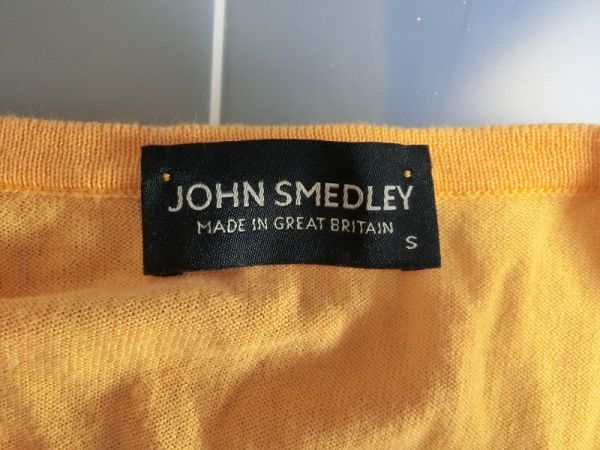 JOHN SMEDLEY
MADE IN GREAT BRITAIN
S